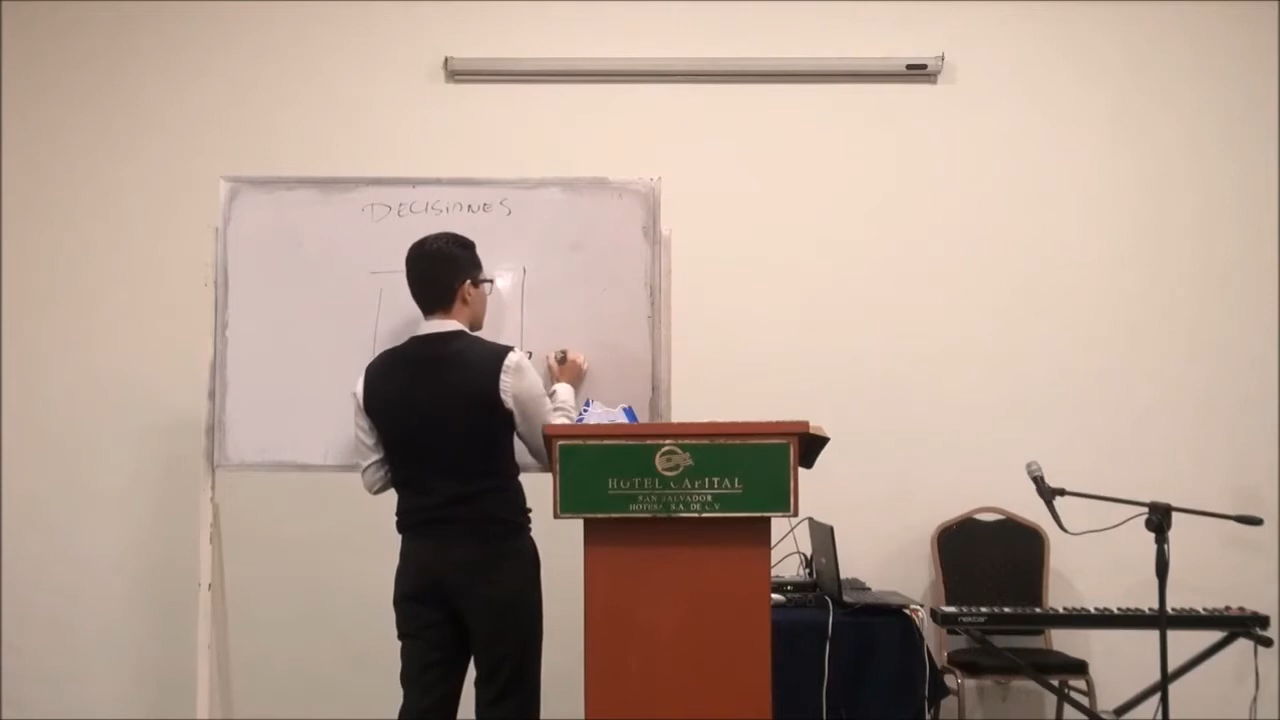 DECISIONES
HOTEL CAPITAL
SAN SALVADOR
HOTESA S.A. DE C.V
nektar